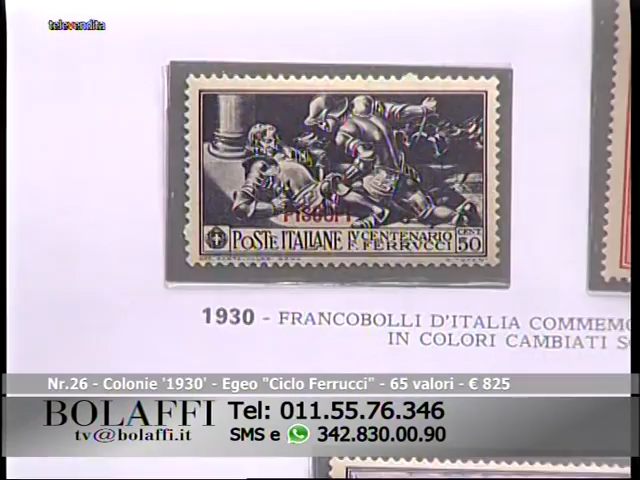 televendita
PISCOPI
POSTE ITALIANE IV CENTENARIO F. FERRUCCI CENT 50
1930 - FRANCOBOLLI D'ITALIA COMMEMO
IN COLORI CAMBIATI S
Nr.26 - Colonie '1930' - Egeo "Ciclo Ferrucci" - 65 valori - € 825
BOLAFFI
tv@bolaffi.it
Tel: 011.55.76.346
SMS e 342.830.00.90